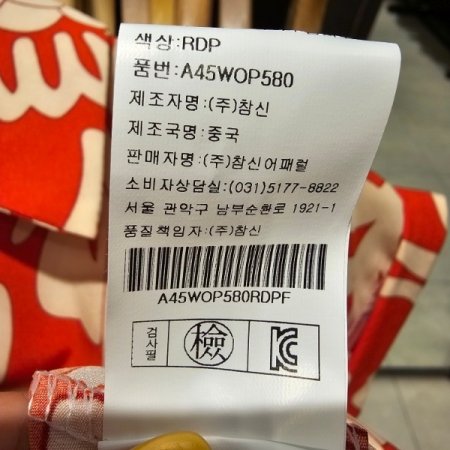 색상:RDP
품번:A45WOP580
제조자명:(주)참신
제조국명:중국
판매자명:(주)참신어패럴
소비자상담실:(031)5177-8822
서울 관악구 남부순환로 1921-1
품질책임자:(주)참신
A45WOP580RDPF
검사필 檢 KC